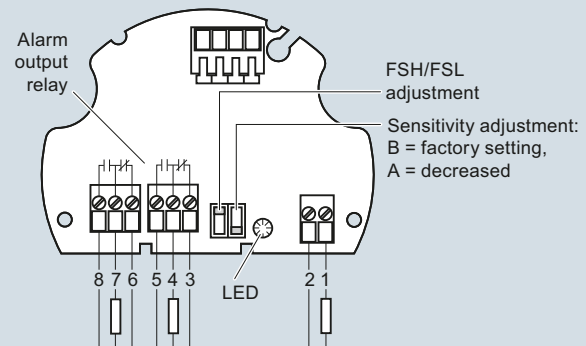 Alarm
output
relay
FSH/FSL
adjustment
Sensitivity adjustment:
B = factory setting,
A = decreased
8 7 6 5 4 3 LED 2 1